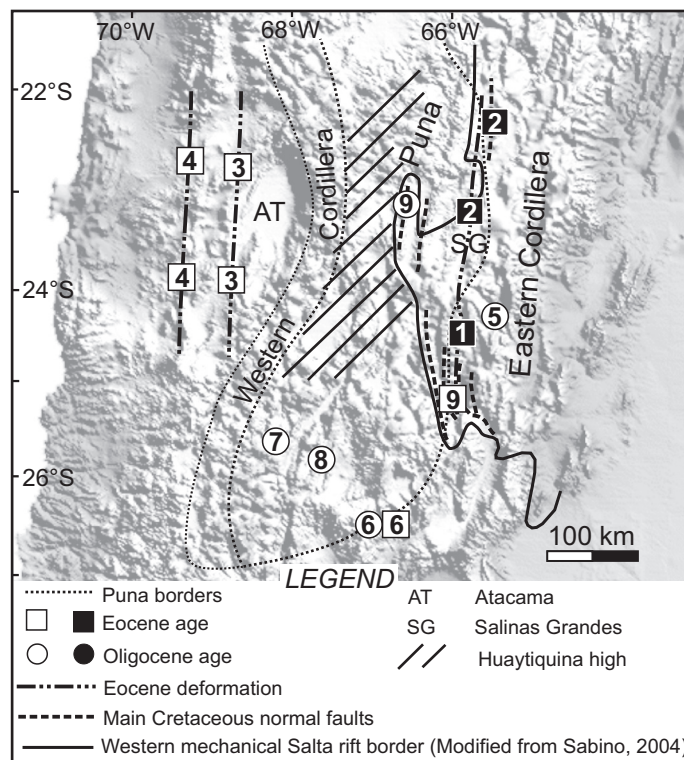 70°W 68°W 66°W
22°S
24°S
26°S
2
4
3
Cordillera
Puna
9
2
AT
SG
Eastern Cordillera
4
3
5
1
Western
9
7
8
6 6
100 km
LEGEND
Puna borders
Eocene age
Oligocene age
Eocene deformation
Main Cretaceous normal faults
Western mechanical Salta rift border (Modified from Sabino, 2004)
AT Atacama
SG Salinas Grandes
Huaytiquina high